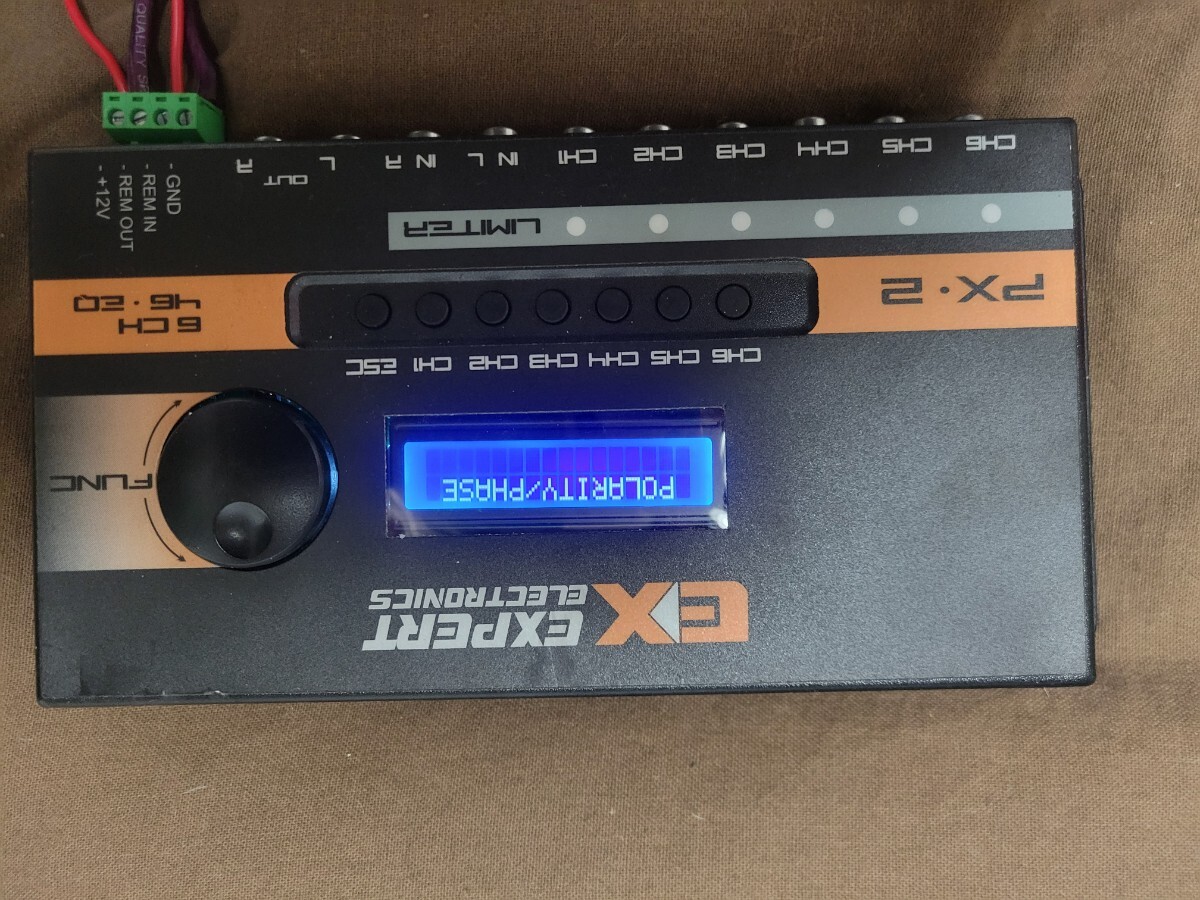 EX EXPERT
ELECTRONICS
POLARITY/PHASE
FUNC
CH6 CH5 CH4 CH3 CH2 CH1 ESC
PX·2
6 CH
46·EQ
LIMITER
CH6 CH5 CH4 CH3 CH2 CH1 IN L IN R L OUT R
- GND
- REM IN
- REM OUT
- +12V
QUALITY